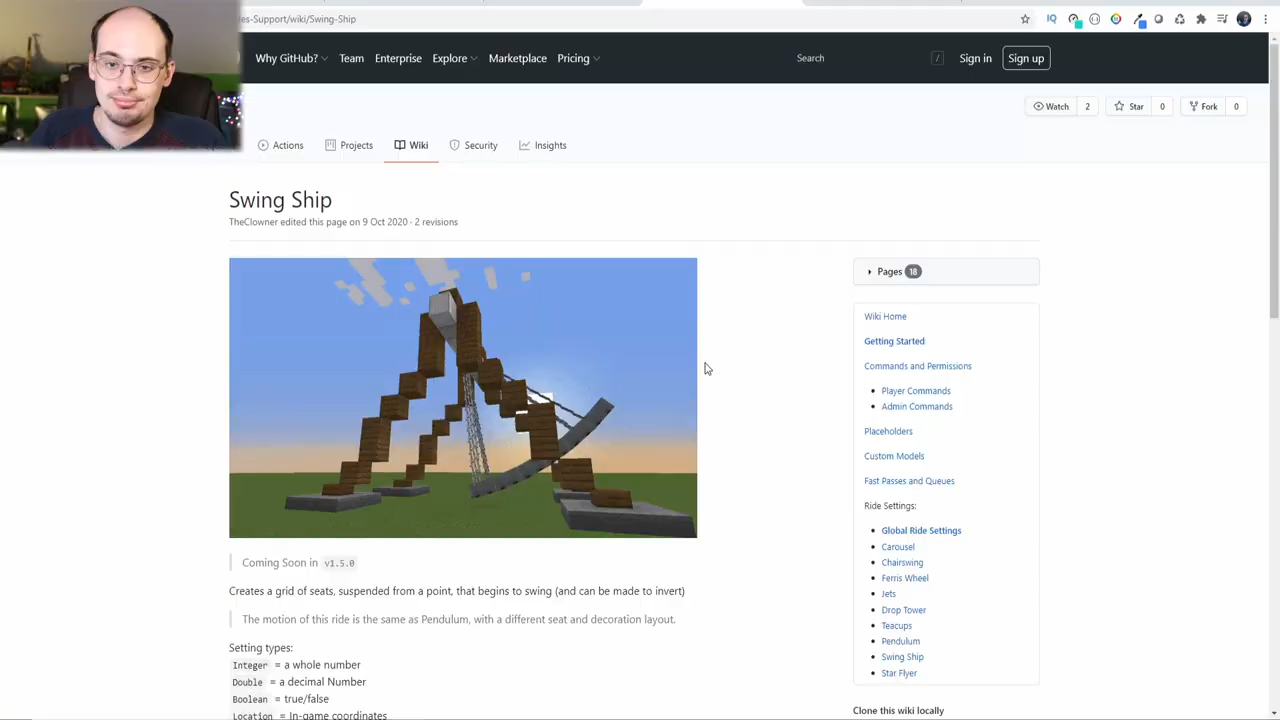 les-Support/wiki/Swing-Ship
IQ
Why GitHub? Team Enterprise Explore Marketplace Pricing Search / Sign in Sign up
Watch 2 Star 0 Fork 0
Actions Projects Wiki Security Insights
Swing Ship
TheClowner edited this page on 9 Oct 2020 · 2 revisions
Pages 18
Wiki Home
Getting Started
Commands and Permissions
Player Commands
Admin Commands
Placeholders
Custom Models
Fast Passes and Queues
Ride Settings:
Global Ride Settings
Carousel
Chairswing
Ferris Wheel
Jets
Drop Tower
Teacups
Pendulum
Swing Ship
Star Flyer
Clone this wiki locally
Coming Soon in v1.5.0
Creates a grid of seats, suspended from a point, that begins to swing (and can be made to invert)
The motion of this ride is the same as Pendulum, with a different seat and decoration layout.
Setting types:
Integer = a whole number
Double = a decimal Number
Boolean = true/false
Location = In-game coordinates